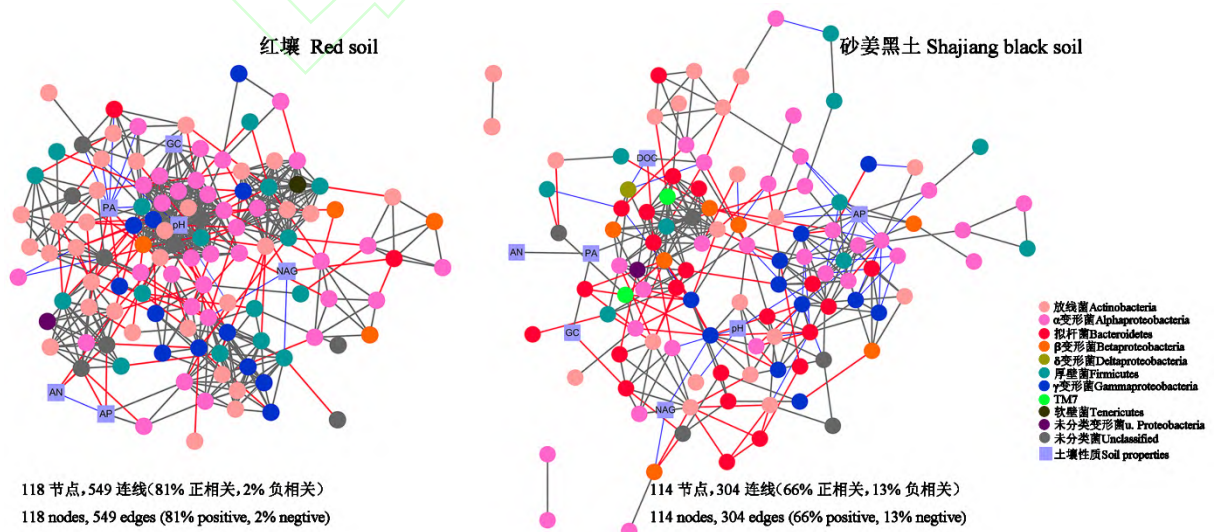 红壤 Red soil
砂姜黑土 Shajiang black soil
GC
PA
pH
NAG
AN
AP
DOC
AP
AN
PA
GC
pH
NAG
放线菌Actinobacteria
α变形菌Alphaproteobacteria
拟杆菌Bacteroidetes
β变形菌Betaproteobacteria
δ变形菌Deltaproteobacteria
厚壁菌Firmicutes
γ变形菌Gammaproteobacteria
TM7
软壁菌Tenericutes
未分类变形菌u. Proteobacteria
未分类菌Unclassified
土壤性质Soil properties
118 节点,549 连线(81% 正相关,2% 负相关)
118 nodes, 549 edges (81% positive, 2% negtive)
114 节点,304 连线(66% 正相关,13% 负相关)
114 nodes, 304 edges (66% positive, 13% negtive)